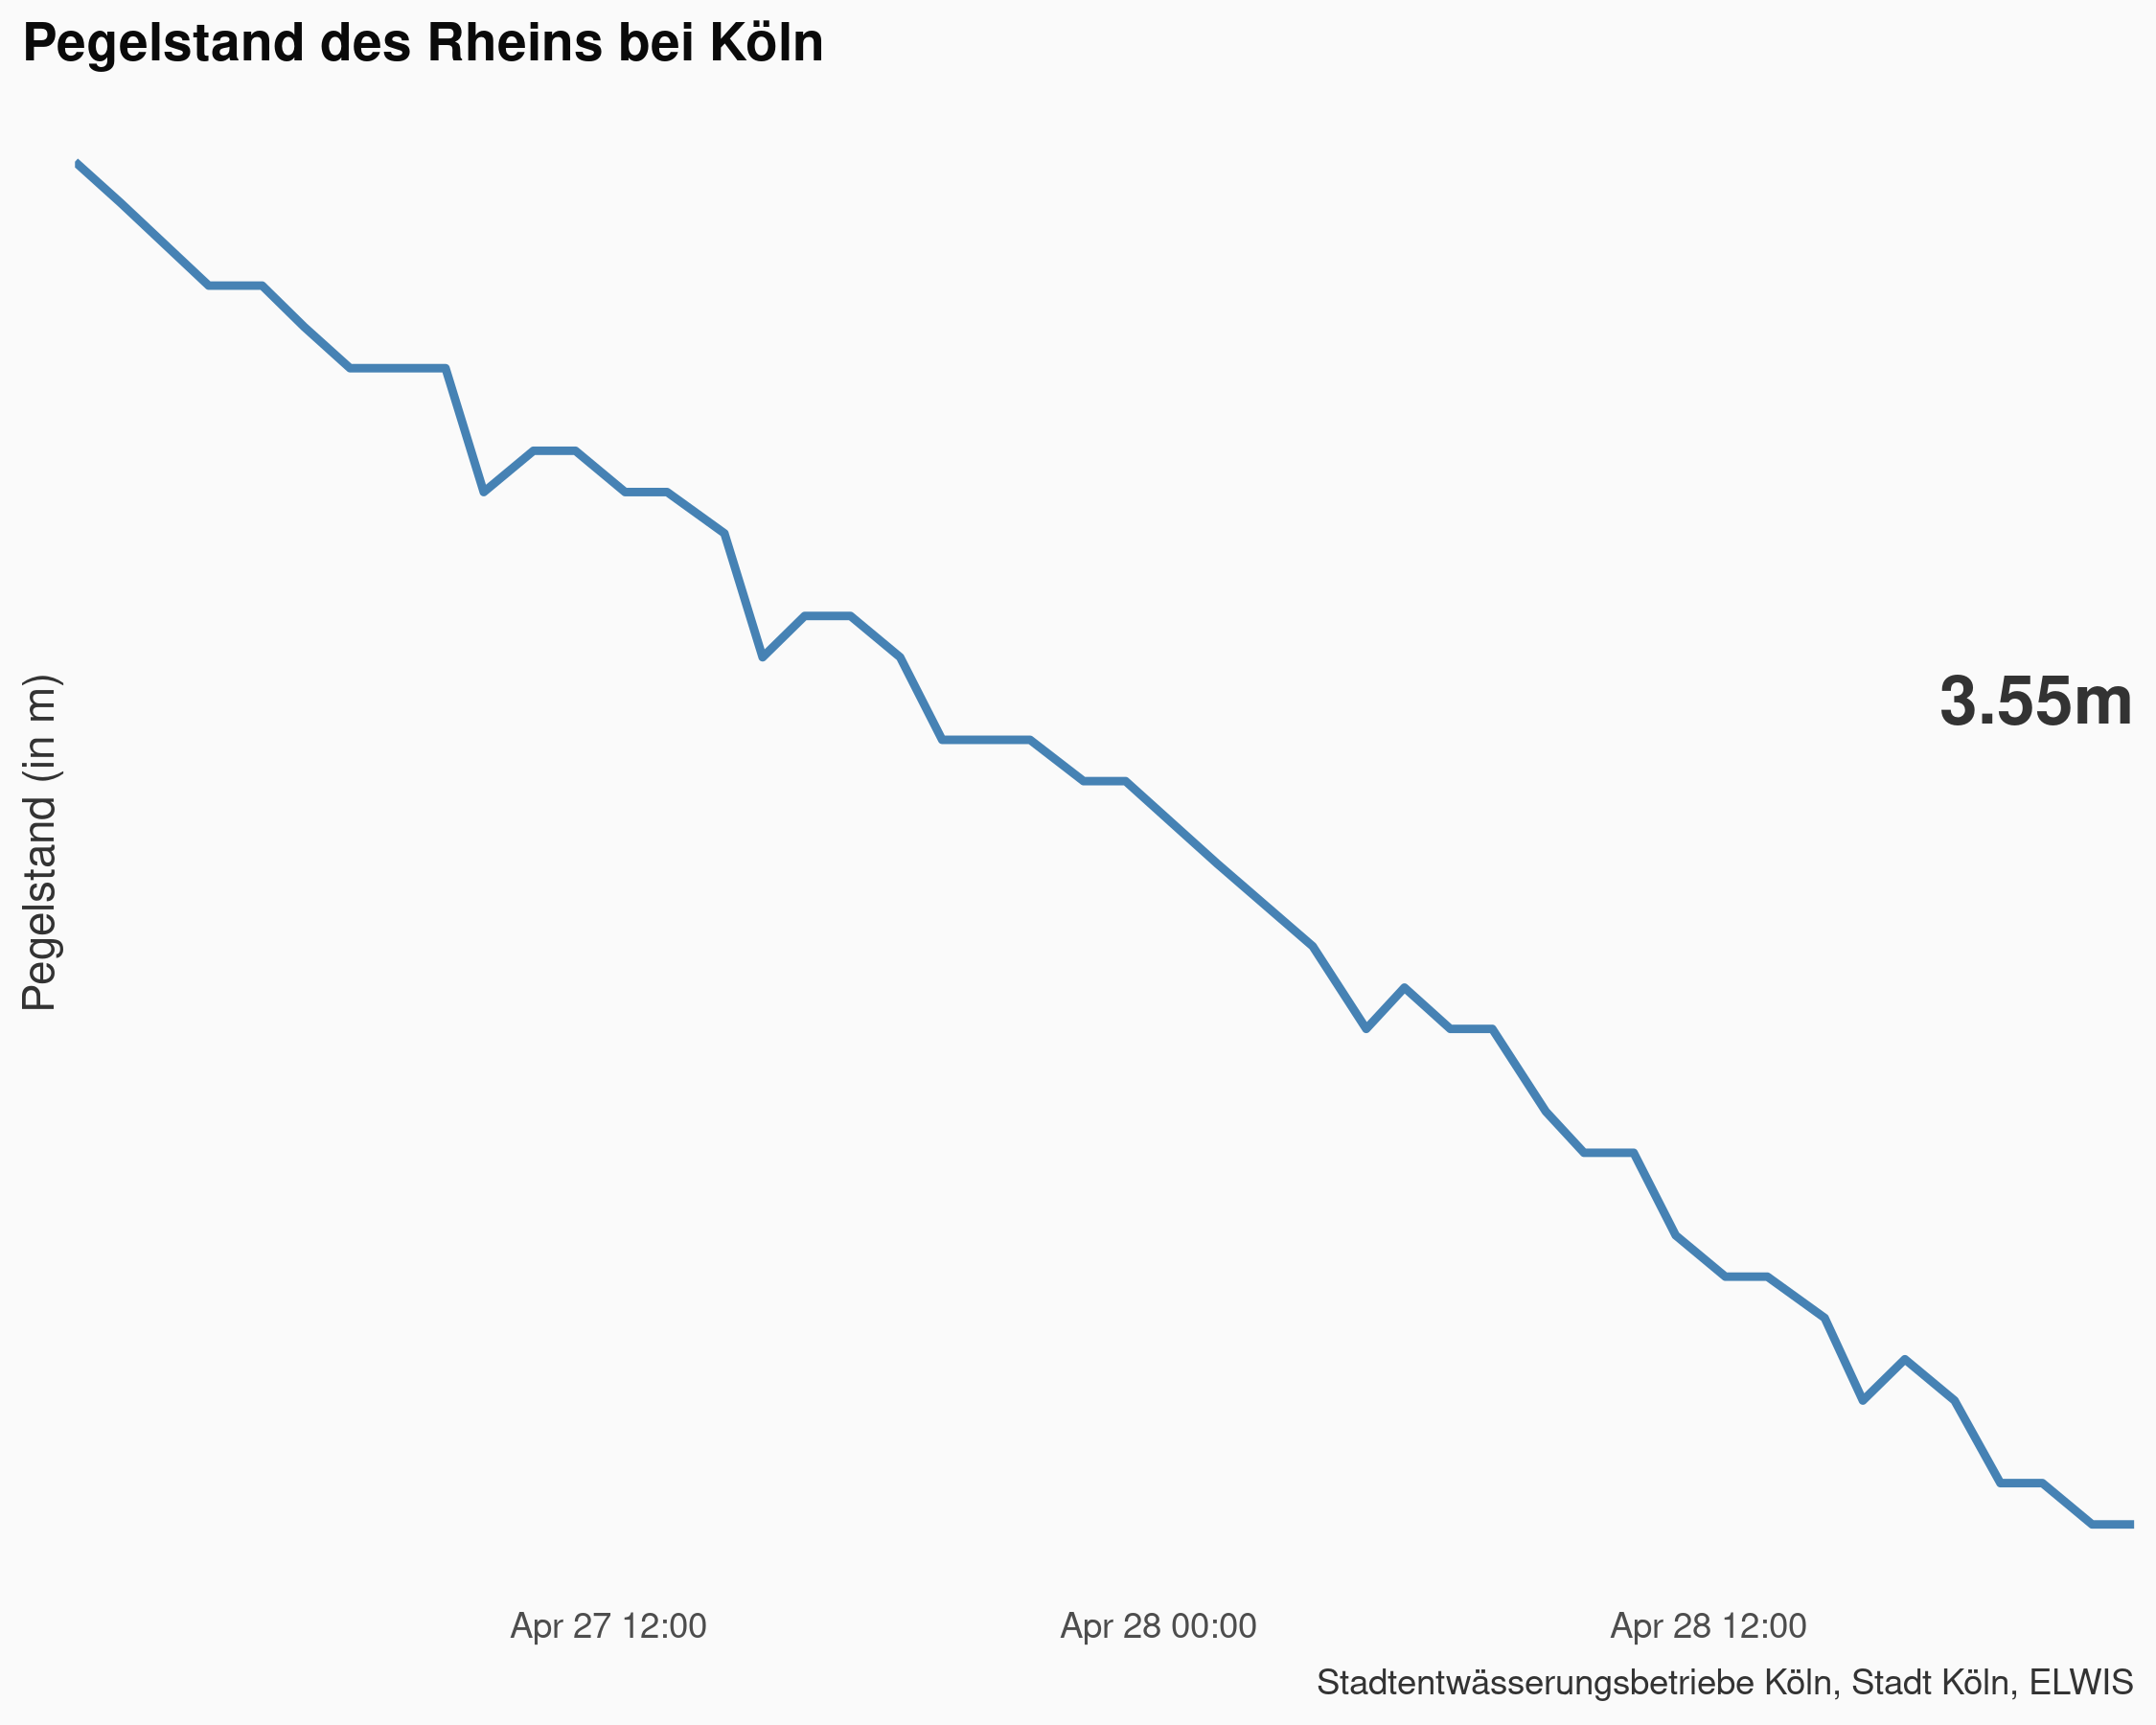 Pegelstand des Rheins bei Köln
Pegelstand (in m)
3.55m
Apr 27 12:00
Apr 28 00:00
Apr 28 12:00
Stadtentwässerungsbetriebe Köln, Stadt Köln, ELWIS